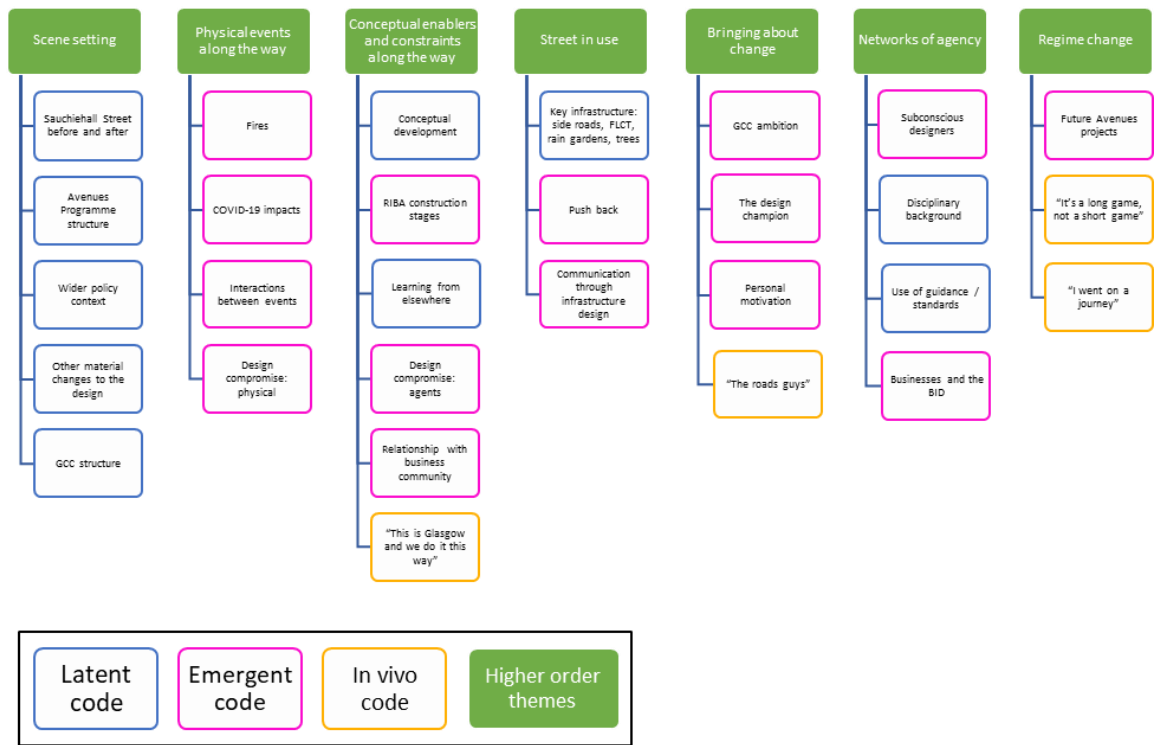 Scene setting
Sauchiehall Street
before and after
Avenues
Programme
structure
Wider policy
context
Other material
changes to the
design
GCC structure
Physical events
along the way
Fires
COVID-19 impacts
Interactions
between events
Design
compromise:
physical
Conceptual enablers
and constraints
along the way
Conceptual
development
RIBA construction
stages
Learning from
elsewhere
Design
compromise:
agents
Relationship with
business
community
“This is Glasgow
and we do it this
way”
Street in use
Key infrastructure:
side roads, FLCT,
rain gardens, trees
Push back
Communication
through
infrastructure
design
Bringing about
change
GCC ambition
The design
champion
Personal
motivation
“The roads guys”
Networks of agency
Subconscious
designers
Disciplinary
background
Use of guidance /
standards
Businesses and the
BID
Regime change
Future Avenues
projects
“It’s a long game,
not a short game”
“I went on a
journey”
Latent
code
Emergent
code
In vivo
code
Higher order
themes